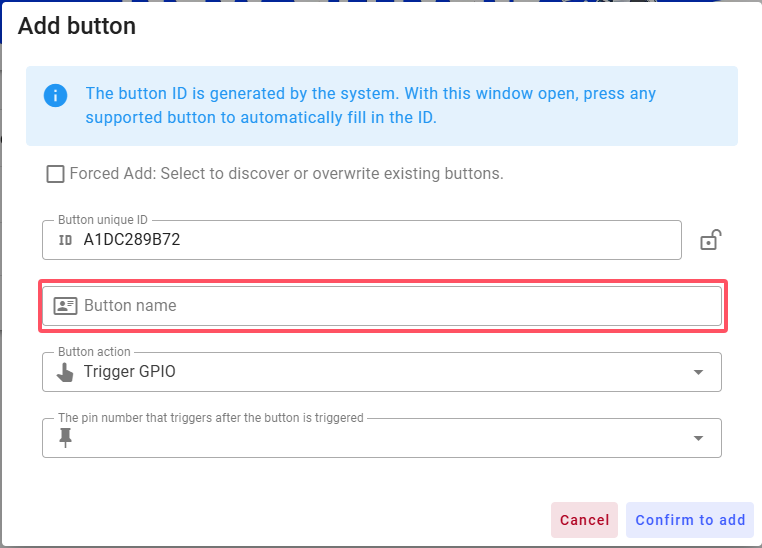 Add button
The button ID is generated by the system. With this window open, press any
supported button to automatically fill in the ID.
Forced Add: Select to discover or overwrite existing buttons.
Button unique ID
ID A1DC289B72
Button name
Button action
Trigger GPIO
The pin number that triggers after the button is triggered
Cancel Confirm to add